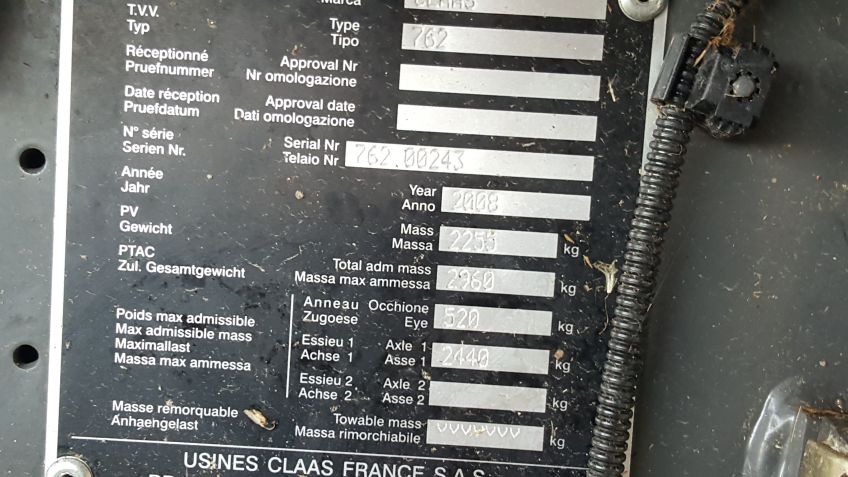 Marca CLAAS
T.V.V. Type
Typ Tipo 762
Réceptionné Approval Nr
Pruefnummer Nr omologazione
Date réception Approval date
Pruefdatum Dati omologazione
N° série Serial Nr
Serien Nr. Telaio Nr 762.00243
Année Year
Jahr Anno 2008
PV Mass
Gewicht Massa 2255 kg
PTAC Total adm mass
Zul. Gesamtgewicht Massa max ammessa 2960 kg
Poids max admissible
Max admissible mass
Maximallast
Massa max ammessa
Anneau Occhione
Zugoese Eye 520 kg
Essieu 1 Axle 1
Achse 1 Asse 1 2440 kg
Essieu 2 Axle 2
Achse 2 Asse 2 kg
Masse remorquable Towable mass
Anhaengelast Massa rimorchiabile kg
USINES CLAAS FRANCE S.A.S